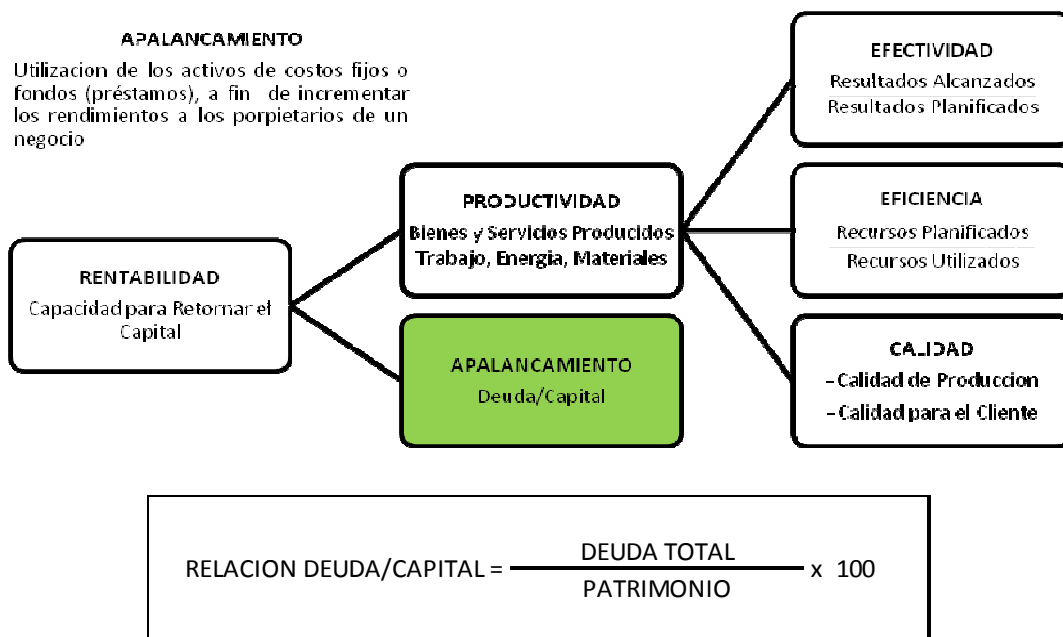 APALANCAMIENTO
Utilizacion de los activos de costos fijos o
fondos (préstamos), a fin de incrementar
los rendimientos a los porpietarios de un
negocio
RENTABILIDAD
Capacidad para Retornar el
Capital
PRODUCTIVIDAD
Bienes y Servicios Producidos
Trabajo, Energia, Materiales
APALANCAMIENTO
Deuda/Capital
EFECTIVIDAD
Resultados Alcanzados
Resultados Planificados
EFICIENCIA
Recursos Planificados
Recursos Utilizados
CALIDAD
-Calidad de Produccion
-Calidad para el Cliente
RELACION DEUDA/CAPITAL = DEUDA TOTAL x 100
PATRIMONIO